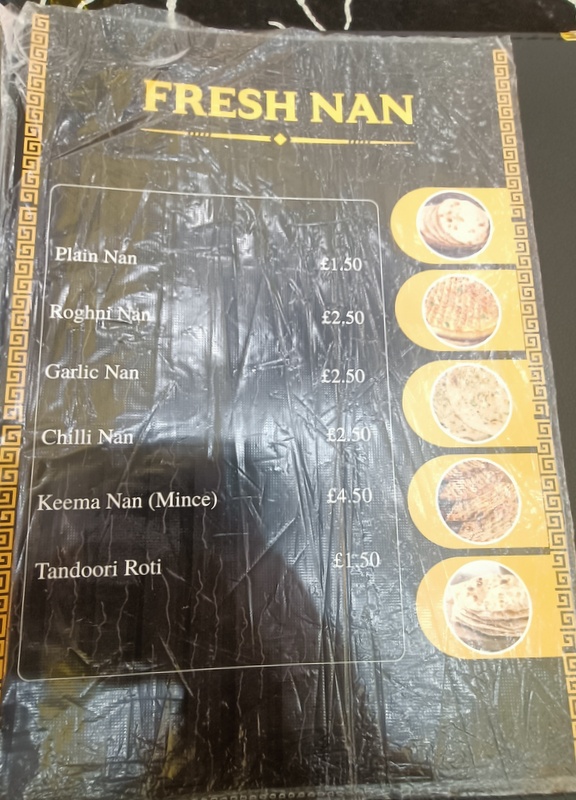 FRESH NAN
Plain Nan £1.50
Roghni Nan £2.50
Garlic Nan £2.50
Chilli Nan £2.50
Keema Nan (Mince) £4.50
Tandoori Roti £1.50